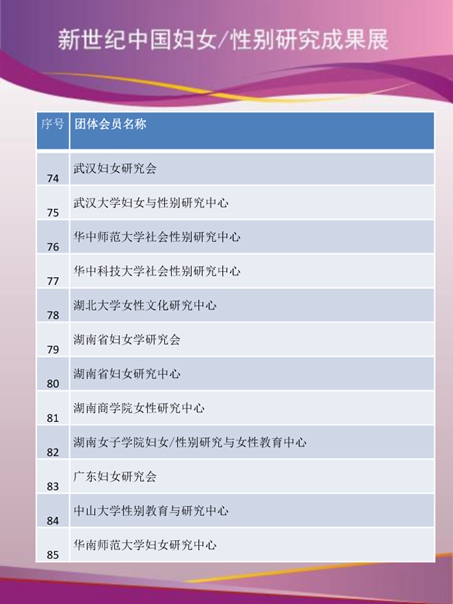 新世纪中国妇女/性别研究成果展
序号 团体会员名称
74 武汉妇女研究会
75 武汉大学妇女与性别研究中心
76 华中师范大学社会性别研究中心
77 华中科技大学社会性别研究中心
78 湖北大学女性文化研究中心
79 湖南省妇女学研究会
80 湖南省妇女研究中心
81 湖南商学院女性研究中心
82 湖南女子学院妇女/性别研究与女性教育中心
83 广东妇女研究会
84 中山大学性别教育与研究中心
85 华南师范大学妇女研究中心